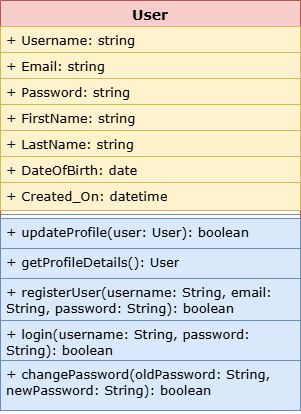 User
+ Username: string
+ Email: string
+ Password: string
+ FirstName: string
+ LastName: string
+ DateOfBirth: date
+ Created_On: datetime
+ updateProfile(user: User): boolean
+ getProfileDetails(): User
+ registerUser(username: String, email:
String, password: String): boolean
+ login(username: String, password:
String): boolean
+ changePassword(oldPassword: String,
newPassword: String): boolean